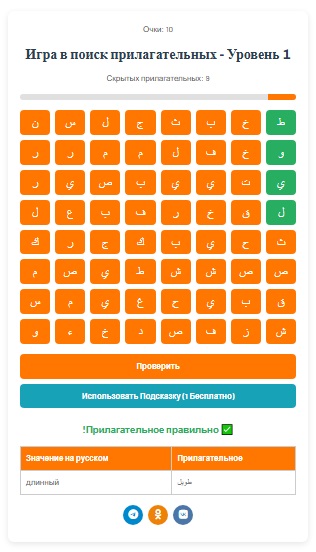 Очки: 10
Игра в поиск прилагательных - Уровень 1
Скрытых прилагательных: 9
ن س ل ج ث ب خ ط
ر ر م م ل ف خ و
ر ي ص ب ي ي ت ي
ل ع ب ف ر خ ق ل
ك ر ج ك ب ي ح ث
م ص ي ط ش ش ص ص
س م ي ع ح ي ب ق
و ء خ د ص ف ز ش
Проверить
Использовать Подсказку (1 Бесплатно)
!Прилагательное правильно ✅
Значение на русском Прилагательное
длинный طويل